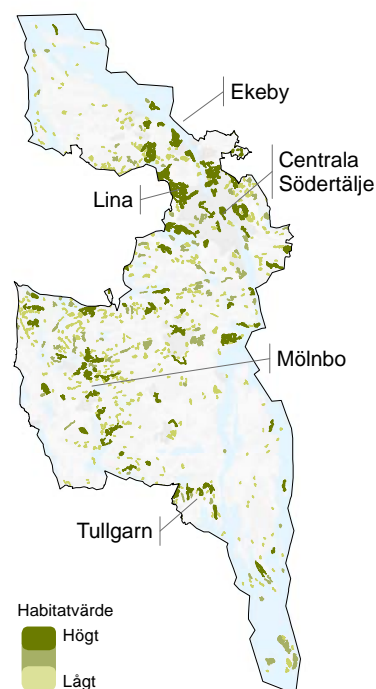 Ekeby
Centrala
Södertälje
Lina
Mölnbo
Tullgarn
Habitatvärde
Högt
Lågt